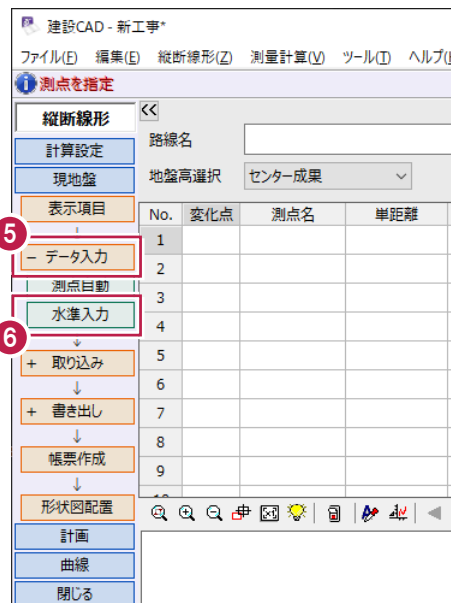 建設CAD - 新工事*
ファイル(F) 編集(E) 縦断線形(Z) 測量計算(V) ツール(T) ヘルプ(
測点を指定
縦断線形
<<
路線名
計算設定
現地盤
地盤高選択 センター成果
表示項目
No. 変化点 測点名 単距離
↓
1
5
− データ入力
2
測点自動
3
水準入力
6
4
↓
+ 取り込み
5
↓
6
+ 書き出し
7
↓
8
帳票作成
9
↓
形状図配置
計画
曲線
閉じる